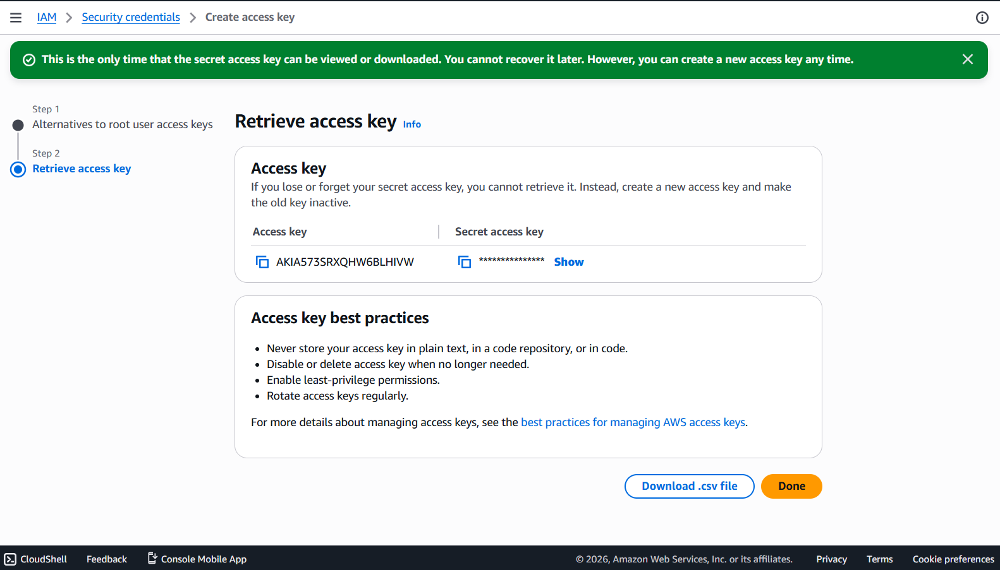 IAM > Security credentials > Create access key
This is the only time that the secret access key can be viewed or downloaded. You cannot recover it later. However, you can create a new access key any time.
Step 1
Alternatives to root user access keys
Step 2
Retrieve access key
Retrieve access key Info
Access key
If you lose or forget your secret access key, you cannot retrieve it. Instead, create a new access key and make
the old key inactive.
Access key Secret access key
AKIA573SRXQHW6BLHIVW *************** Show
Access key best practices
• Never store your access key in plain text, in a code repository, or in code.
• Disable or delete access key when no longer needed.
• Enable least-privilege permissions.
• Rotate access keys regularly.
For more details about managing access keys, see the best practices for managing AWS access keys.
Download .csv file Done
CloudShell Feedback Console Mobile App © 2026, Amazon Web Services, Inc. or its affiliates. Privacy Terms Cookie preferences